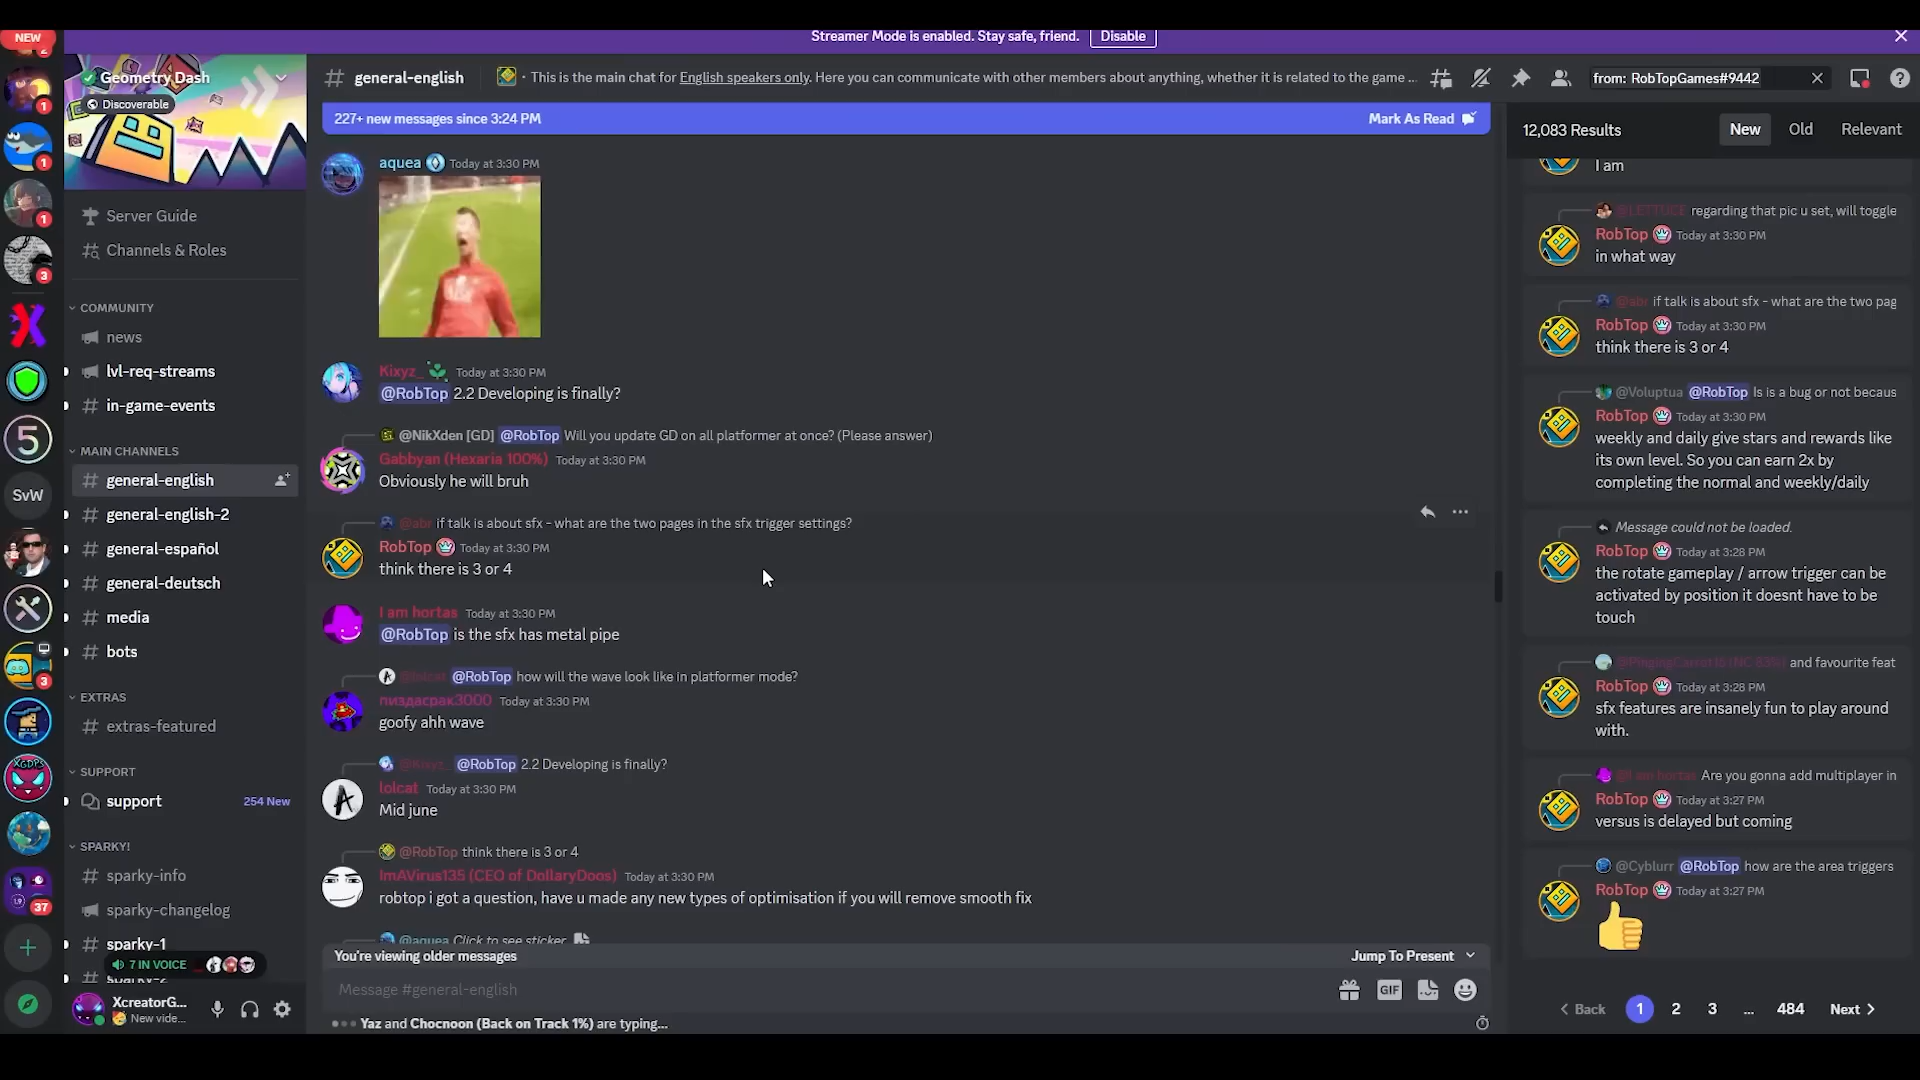 NEW
Streamer Mode is enabled. Stay safe, friend.
Disable
2
1
1
1
3
SvW
3
XGDPS
37
Geometry Dash
Discoverable
Server Guide
Channels & Roles
COMMUNITY
news
lvl-req-streams
in-game-events
MAIN CHANNELS
general-english
general-english-2
general-español
general-deutsch
media
bots
EXTRAS
extras-featured
SUPPORT
support
254 New
SPARKY!
sparky-info
sparky-changelog
sparky-1
sparky-2
7 IN VOICE
XcreatorG...
New vide...
general-english
· This is the main chat for English speakers only. Here you can communicate with other members about anything, whether it is related to the game ...
from: RobTopGames#9442
227+ new messages since 3:24 PM
Mark As Read
aquea Today at 3:30 PM
Kixyz_ Today at 3:30 PM
@RobTop 2.2 Developing is finally?
@NikXden [GD] @RobTop Will you update GD on all platformer at once? (Please answer)
Gabbyan (Hexaria 100%) Today at 3:30 PM
Obviously he will bruh
@abr if talk is about sfx - what are the two pages in the sfx trigger settings?
RobTop Today at 3:30 PM
think there is 3 or 4
I am hortas Today at 3:30 PM
@RobTop is the sfx has metal pipe
@lolcat @RobTop how will the wave look like in platformer mode?
пиздасрак3000 Today at 3:30 PM
goofy ahh wave
@Kixyz_ @RobTop 2.2 Developing is finally?
lolcat Today at 3:30 PM
Mid june
@RobTop think there is 3 or 4
ImAVirus135 (CEO of DollaryDoos) Today at 3:30 PM
robtop i got a question, have u made any new types of optimisation if you will remove smooth fix
@aquea Click to see sticker
You're viewing older messages
Jump To Present
Message #general-english
GIF
Yaz and Chocnoon (Back on Track 1%) are typing...
12,083 Results
New
Old
Relevant
I am
@LETTUCE regarding that pic u set, will toggle
RobTop Today at 3:30 PM
in what way
@abr if talk is about sfx - what are the two pag
RobTop Today at 3:30 PM
think there is 3 or 4
@Voluptua @RobTop Is is a bug or not becaus
RobTop Today at 3:30 PM
weekly and daily give stars and rewards like
its own level. So you can earn 2x by
completing the normal and weekly/daily
Message could not be loaded.
RobTop Today at 3:28 PM
the rotate gameplay / arrow trigger can be
activated by position it doesnt have to be
touch
and favourite feat
RobTop Today at 3:28 PM
sfx features are insanely fun to play around
with.
@I am hortas Are you gonna add multiplayer in
RobTop Today at 3:27 PM
versus is delayed but coming
@Cyblurr @RobTop how are the area triggers
RobTop Today at 3:27 PM
Back
1
2
3
...
484
Next